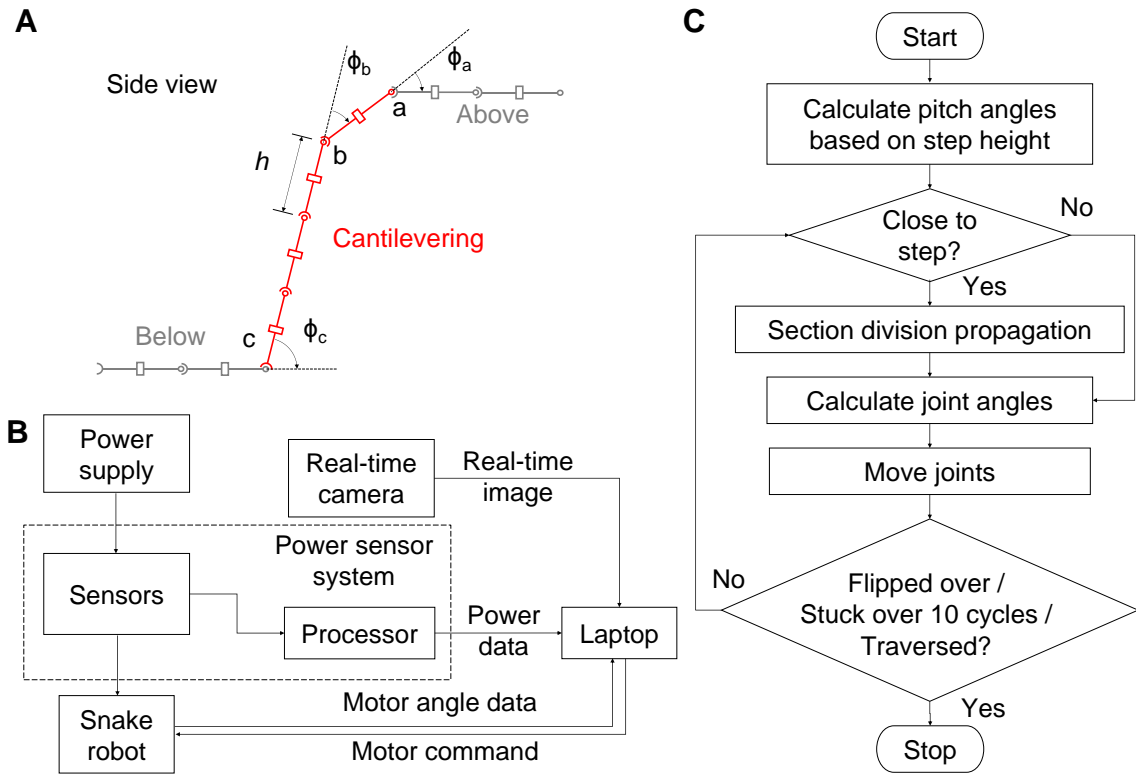 A
Side view
ϕb
ϕa
a
Above
b
h
Cantilevering
Below
c
ϕc
B
Power
supply
Real-time
camera
Real-time
image
Power sensor
system
Sensors
Processor
Power
data
Laptop
Snake
robot
Motor angle data
Motor command
C
Start
Calculate pitch angles
based on step height
Close to
step?
No
Yes
Section division propagation
Calculate joint angles
Move joints
Flipped over /
Stuck over 10 cycles /
Traversed?
No
Yes
Stop